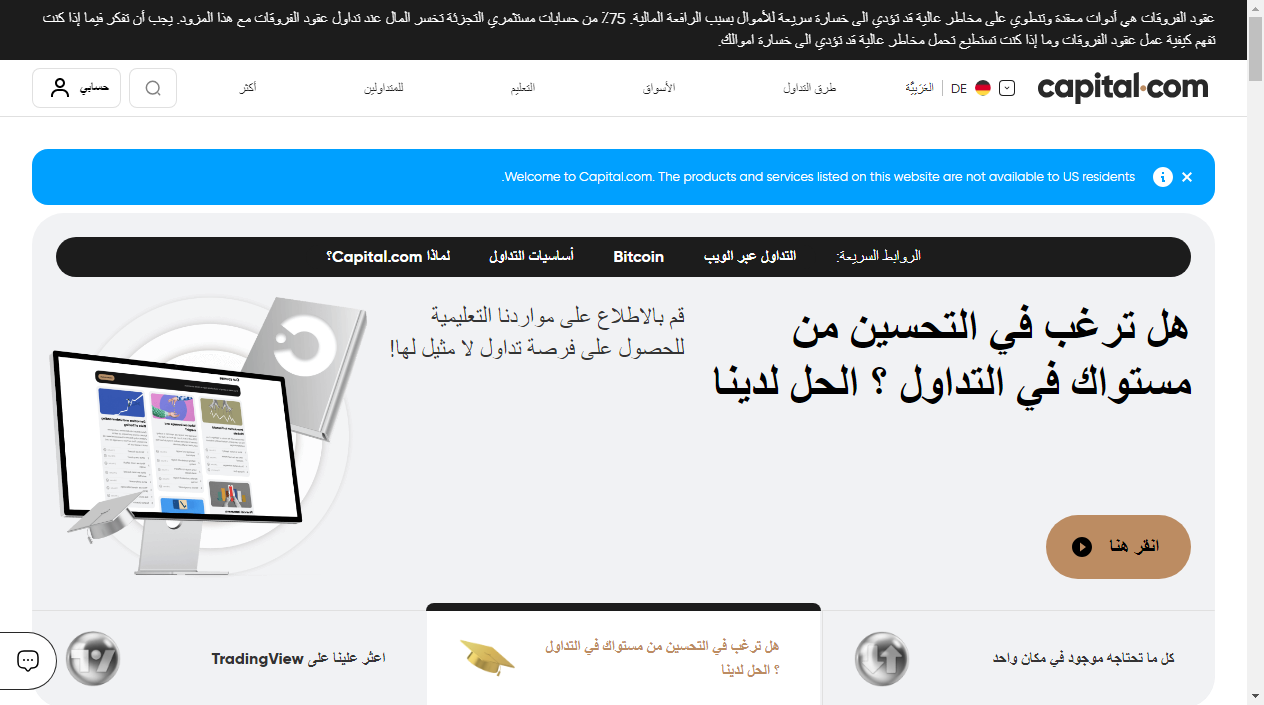 عقود الفروقات هي أدوات معقدة وتنطوي على مخاطر عالية قد تؤدي الى خسارة سريعة للأموال بسبب الرافعة المالية. 75٪ من حسابات مستثمري التجزئة تخسر المال عند تداول عقود الفروقات مع هذا المزود. يجب أن تفكر فيما إذا كنت
تفهم كيفية عمل عقود الفروقات وما إذا كنت تستطيع تحمل مخاطر عالية قد تؤدي الى خسارة اموالك.
capital.com
DE
العَرَبِيَّة
طرق التداول
الأسواق
التعليم
للمتداولين
أكثر
حسابي
Welcome to Capital.com. The products and services listed on this website are not available to US residents.
الروابط السريعة:
التداول عبر الويب
Bitcoin
أساسيات التداول
لماذا Capital.com؟
هل ترغب في التحسين من
مستواك في التداول ؟ الحل لدينا
قم بالاطلاع على مواردنا التعليمية
للحصول على فرصة تداول لا مثيل لها!
انقر هنا
كل ما تحتاجه موجود في مكان واحد
هل ترغب في التحسين من مستواك في التداول
؟ الحل لدينا
اعثر علينا على TradingView